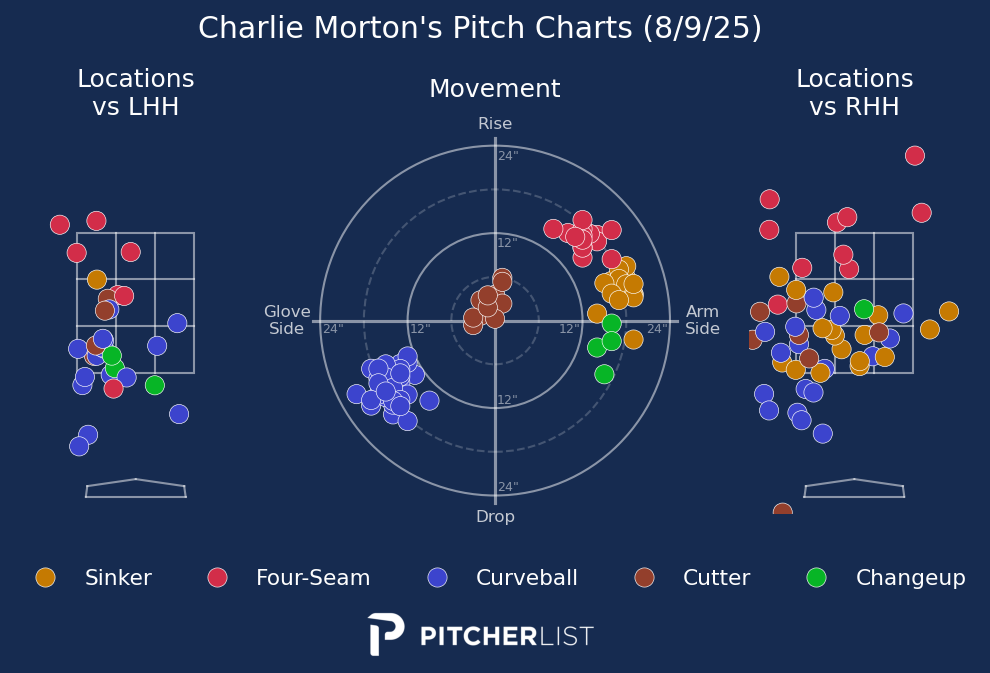 Charlie Morton's Pitch Charts (8/9/25)
Locations
vs LHH
Movement
Locations
vs RHH
Rise
24"
12"
Glove
Side
24"
12"
12"
24"
Arm
Side
12"
24"
Drop
Sinker
Four-Seam
Curveball
Cutter
Changeup
PITCHERLIST